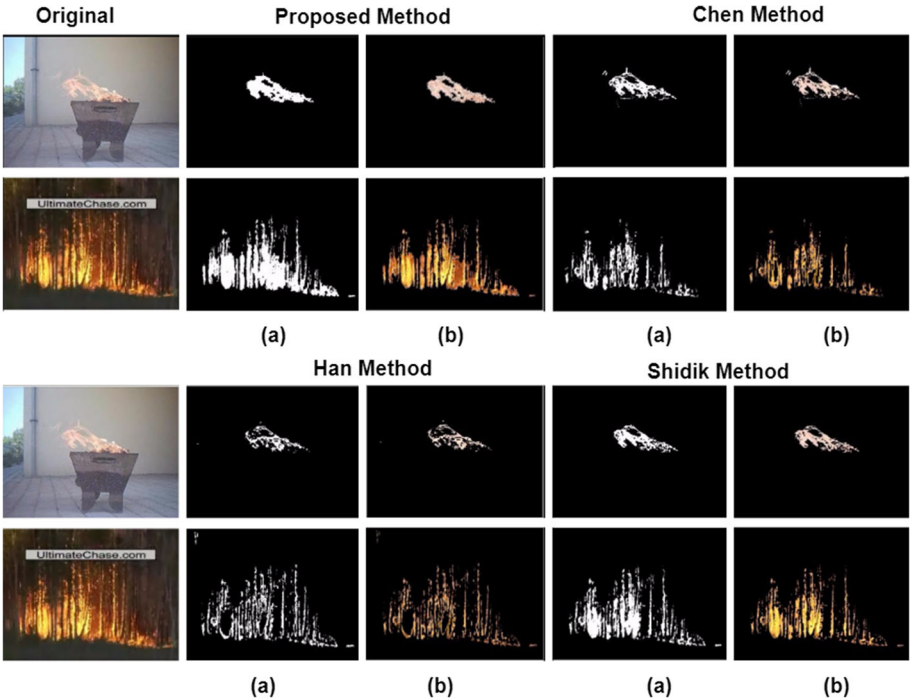 Original Proposed Method Chen Method
UltimateChase.com
(a) (b) (a) (b)
Han Method Shidik Method
UltimateChase.com
(a) (b) (a) (b)